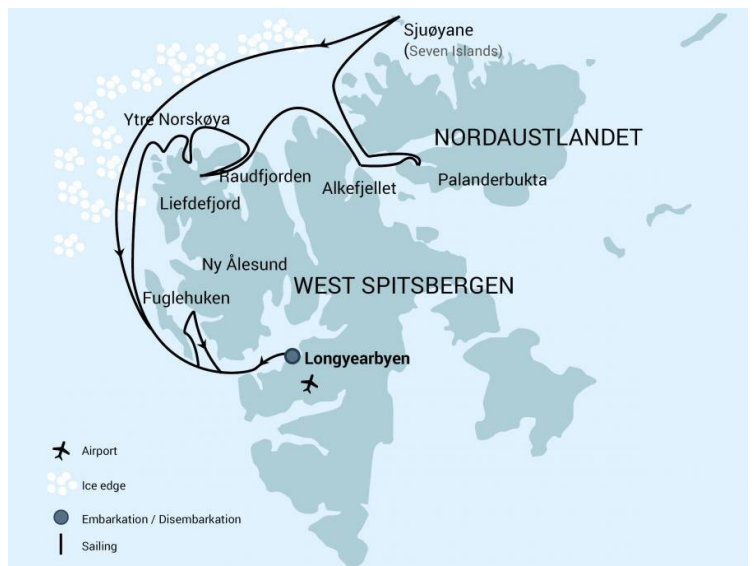 Sjuøyane
(Seven Islands)
Ytre Norskøya
NORDAUSTLANDET
Raudfjorden
Alkefjellet
Palanderbukta
Liefdefjord
Ny Ålesund
WEST SPITSBERGEN
Fuglehuken
Longyearbyen
Airport
Ice edge
Embarkation / Disembarkation
Sailing